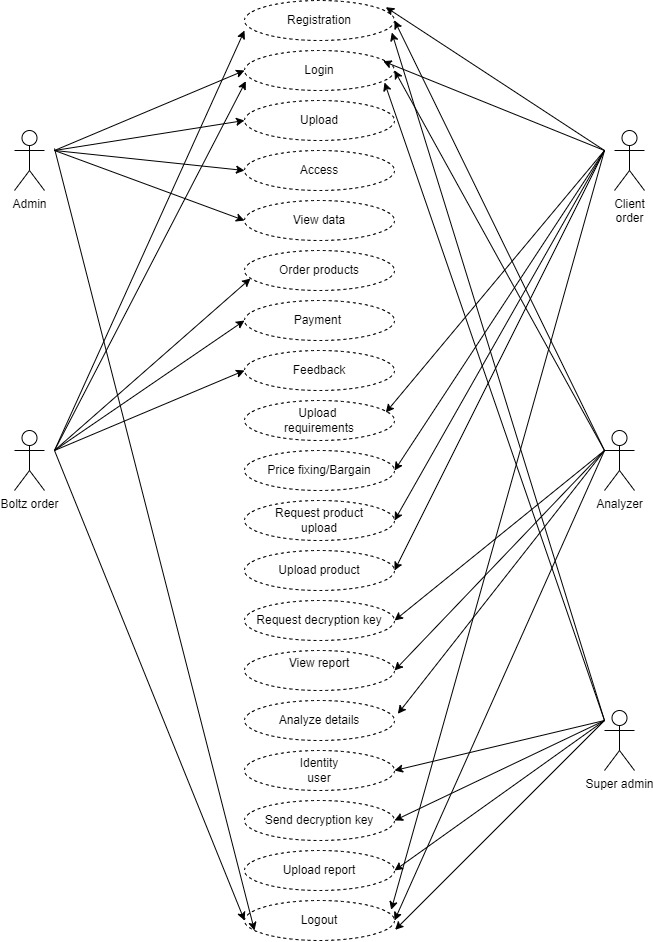 Registration
Login
Upload
Access
View data
Order products
Payment
Feedback
Upload
requirements
Price fixing/Bargain
Request product
upload
Upload product
Request decryption key
View report
Analyze details
Identity
user
Send decryption key
Upload report
Logout
Admin
Boltz order
Client
order
Analyzer
Super admin